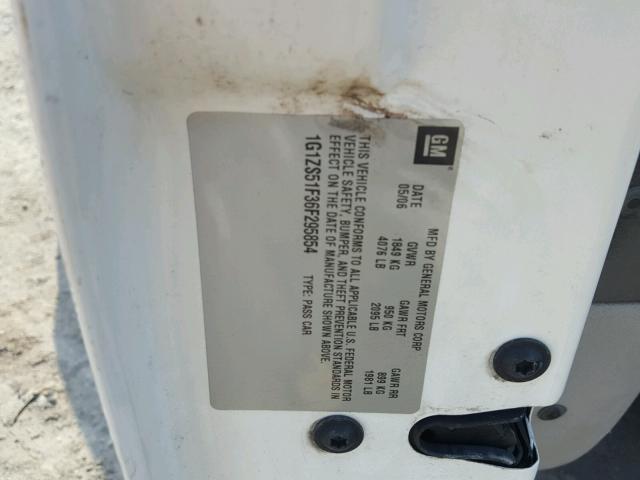 GM
MFD BY GENERAL MOTORS CORP
DATE GVWR GAWR FRT GAWR RR
05/06 1849 KG 950 KG 899 KG
4076 LB 2095 LB 1981 LB
THIS VEHICLE CONFORMS TO ALL APPLICABLE U.S. FEDERAL MOTOR
VEHICLE SAFETY, BUMPER, AND THEFT PREVENTION STANDARDS IN
EFFECT ON THE DATE OF MANUFACTURE SHOWN ABOVE.
1G1ZS51F36F295854 TYPE: PASS CAR